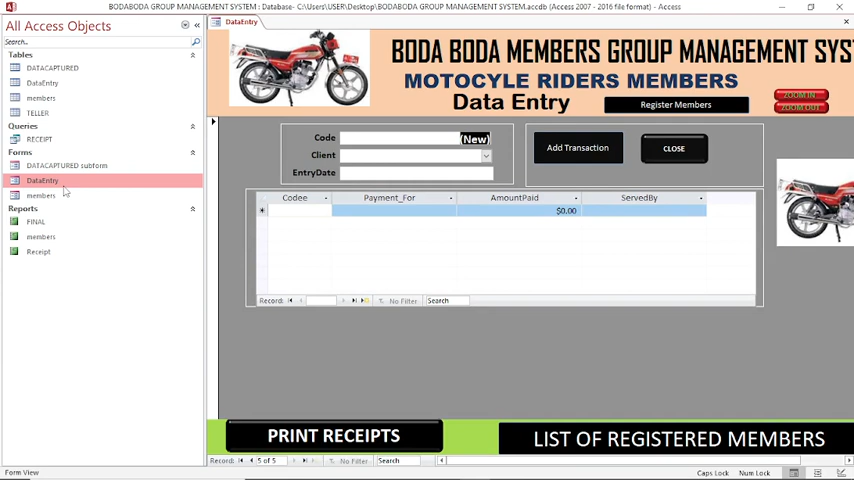 BODABODA GROUP MANAGEMENT SYSTEM : Database- C:\Users\USER\Desktop\BODABODA GROUP MANAGEMENT SYSTEM.accdb (Access 2007 - 2016 file format) - Access
All Access Objects
Search...
Tables
DATACAPTURED
DataEntry
members
TELLER
Queries
RECEIPT
Forms
DATACAPTURED subform
DataEntry
members
Reports
FINAL
members
Receipt
DataEntry
BODA BODA MEMBERS GROUP MANAGEMENT SYS
MOTOCYLE RIDERS MEMBERS
Data Entry
Register Members
ZOOM IN
ZOOM OUT
Code (New)
Client
EntryDate
Add Transaction
CLOSE
Codee Payment_For AmountPaid ServedBy
$0.00
Record: No Filter Search
PRINT RECEIPTS
LIST OF REGISTERED MEMBERS
Record: 5 of 5 No Filter Search
Form View Caps Lock Num Lock